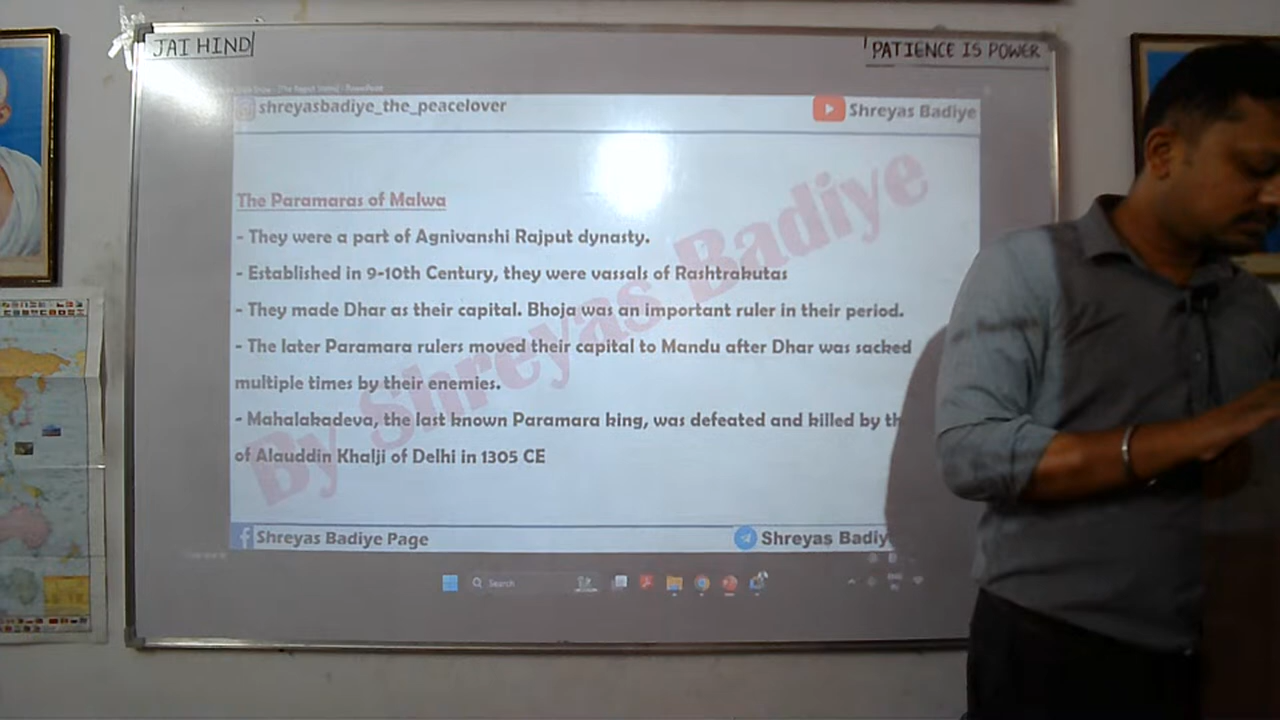 JAI HIND
PATIENCE IS POWER
shreyasbadiye_the_peacelover
Shreyas Badiye
The Paramaras of Malwa
- They were a part of Agnivanshi Rajput dynasty.
- Established in 9-10th Century, they were vassals of Rashtrakutas
- They made Dhar as their capital. Bhoja was an important ruler in their period.
- The later Paramara rulers moved their capital to Mandu after Dhar was sacked
multiple times by their enemies.
- Mahalakadeva, the last known Paramara king, was defeated and killed by th
of Alauddin Khalji of Delhi in 1305 CE
By Shreyas Badiye
Shreyas Badiye Page
Shreyas Badiy
Search